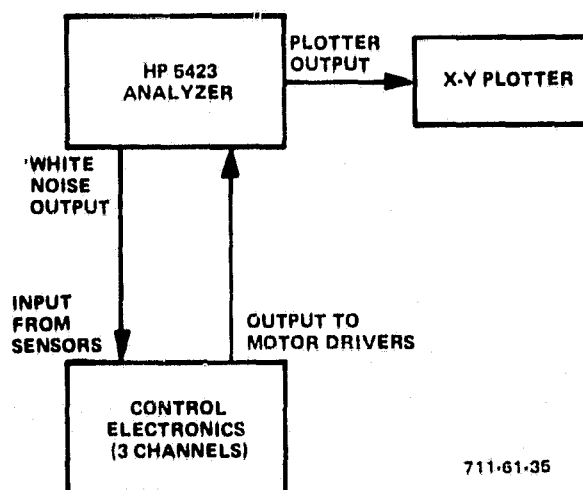 HP 5423
ANALYZER
PLOTTER
OUTPUT
X-Y PLOTTER
WHITE
NOISE
OUTPUT
INPUT
FROM
SENSORS
OUTPUT TO
MOTOR DRIVERS
CONTROL
ELECTRONICS
(3 CHANNELS)
711-61-35